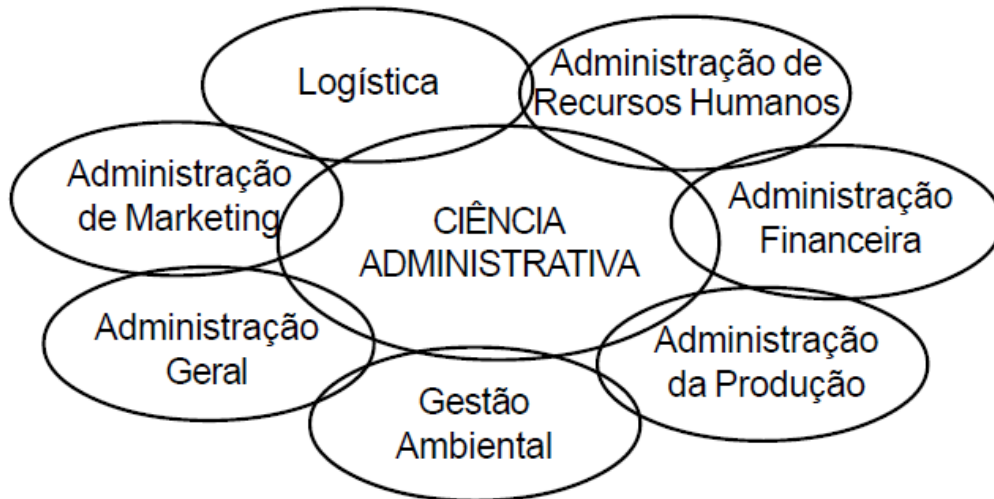 Logística
Administração de
Recursos Humanos
Administração
de Marketing
CIÊNCIA
ADMINISTRATIVA
Administração
Financeira
Administração
Geral
Gestão
Ambiental
Administração
da Produção